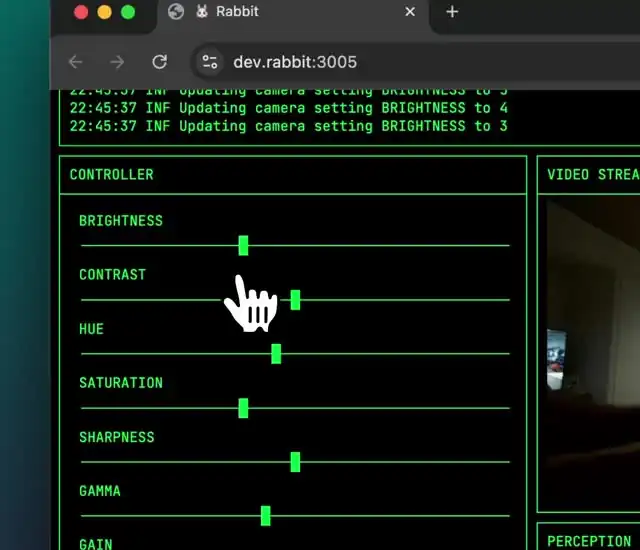 Rabbit
dev.rabbit:3005
22:45:37 INF Updating camera setting BRIGHTNESS to 5
22:45:37 INF Updating camera setting BRIGHTNESS to 4
22:45:37 INF Updating camera setting BRIGHTNESS to 3
CONTROLLER
VIDEO STREA
BRIGHTNESS
CONTRAST
HUE
SATURATION
SHARPNESS
GAMMA
GAIN
PERCEPTION